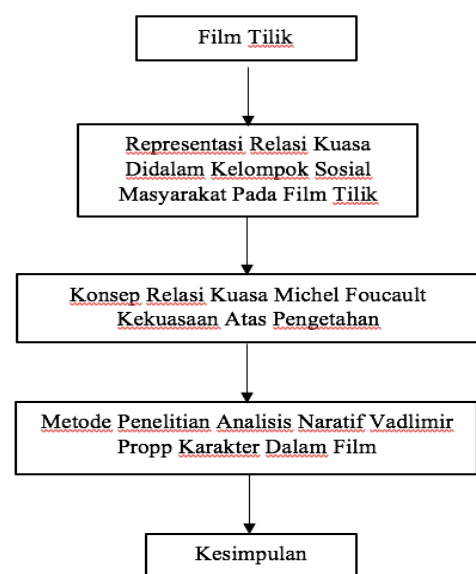 Film Tilik
Representasi Relasi Kuasa
Didalam Kelompok Sosial
Masyarakat Pada Film Tilik
Konsep Relasi Kuasa Michel Foucault
Kekuasaan Atas Pengetahan
Metode Penelitian Analisis Naratif Vadlimir
Propp Karakter Dalam Film
Kesimpulan